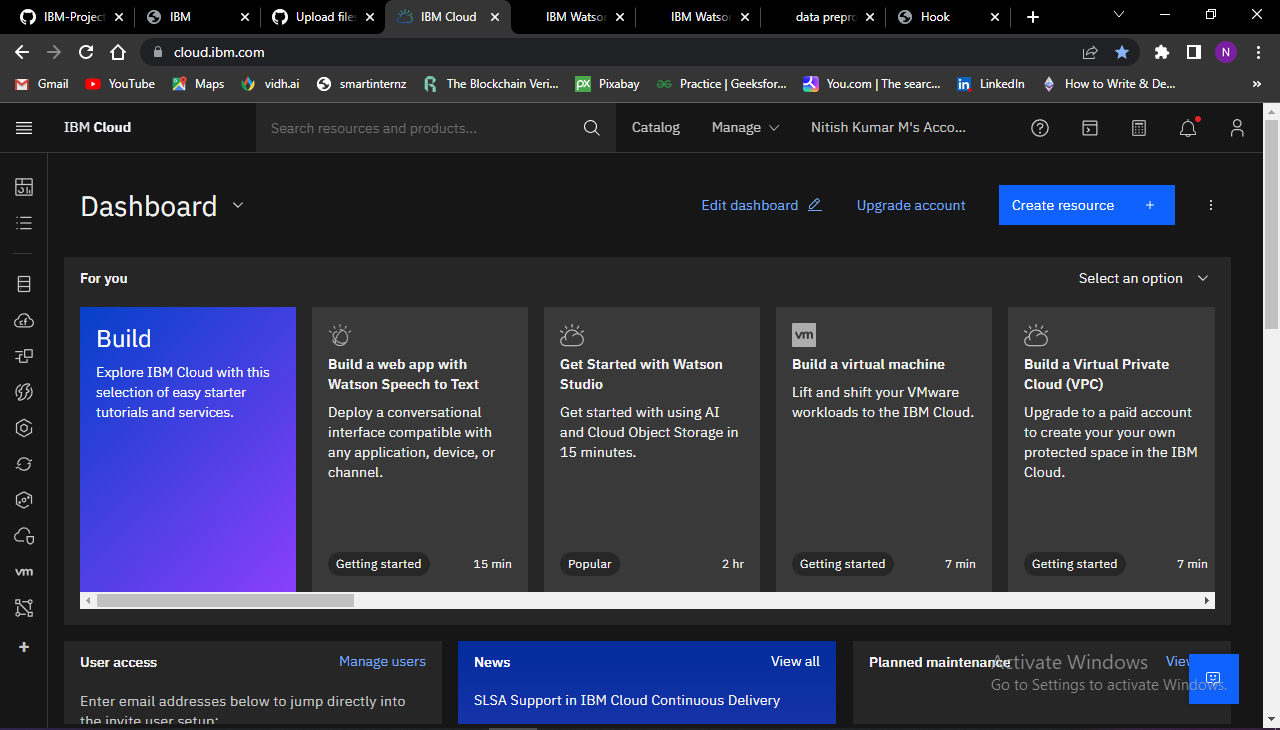 IBM-Project
IBM
Upload files
IBM Cloud
IBM Watson
IBM Watson
data prepro
Hook
cloud.ibm.com
N
Gmail
YouTube
Maps
vidh.ai
smartinternz
The Blockchain Veri...
Pixabay
Practice | Geeksfor...
You.com | The searc...
LinkedIn
How to Write & De...
»
IBM Cloud
Search resources and products...
Catalog
Manage
Nitish Kumar M's Acco...
Dashboard
Edit dashboard
Upgrade account
Create resource +
For you
Select an option
Build
Explore IBM Cloud with this
selection of easy starter
tutorials and services.
Build a web app with
Watson Speech to Text
Deploy a conversational
interface compatible with
any application, device, or
channel.
Getting started
15 min
Get Started with Watson
Studio
Get started with using AI
and Cloud Object Storage in
15 minutes.
Popular
2 hr
vm
Build a virtual machine
Lift and shift your VMware
workloads to the IBM Cloud.
Getting started
7 min
Build a Virtual Private
Cloud (VPC)
Upgrade to a paid account
to create your your own
protected space in the IBM
Cloud.
Getting started
7 min
vm
User access
Manage users
Enter email addresses below to jump directly into
the invite user setup:
News
View all
SLSA Support in IBM Cloud Continuous Delivery
Planned maintenance
View
Activate Windows
Go to Settings to activate Windows.